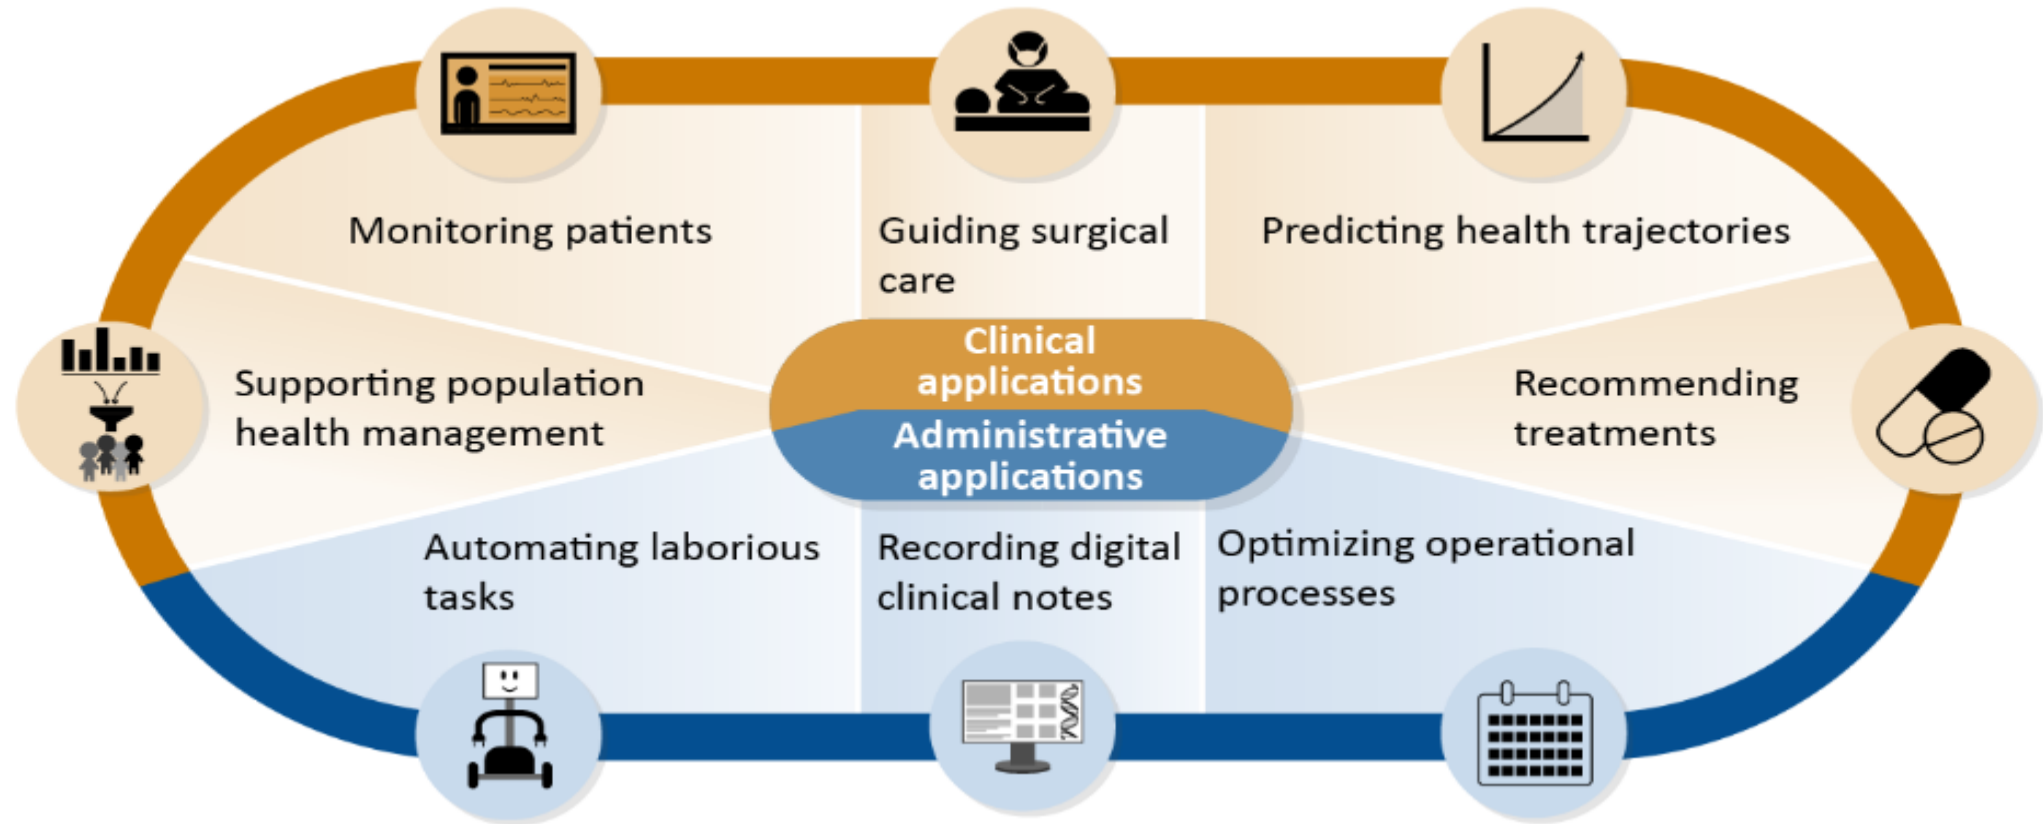 Monitoring patients
Guiding surgical
care
Predicting health trajectories
Supporting population
health management
Clinical
applications
Administrative
applications
Recommending
treatments
Automating laborious
tasks
Recording digital
clinical notes
Optimizing operational
processes